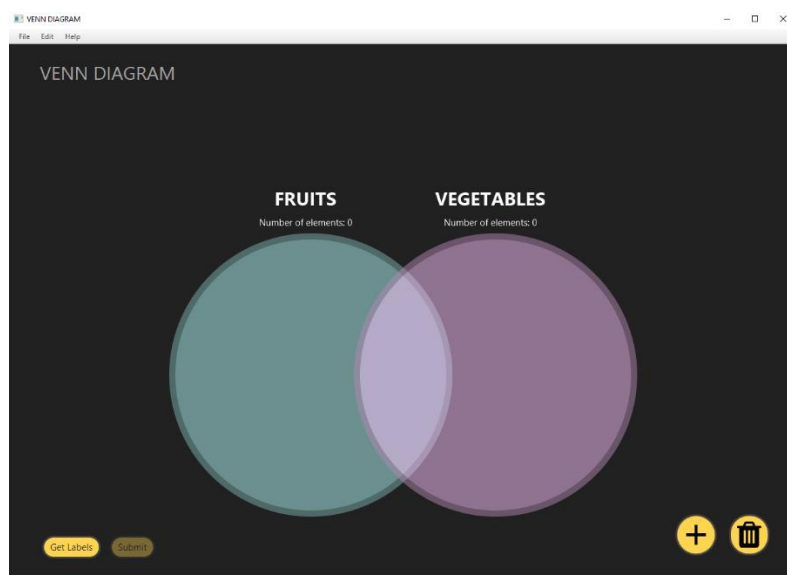 VENN DIAGRAM
File Edit Help
VENN DIAGRAM
FRUITS VEGETABLES
Number of elements: 0 Number of elements: 0
Get Labels Submit